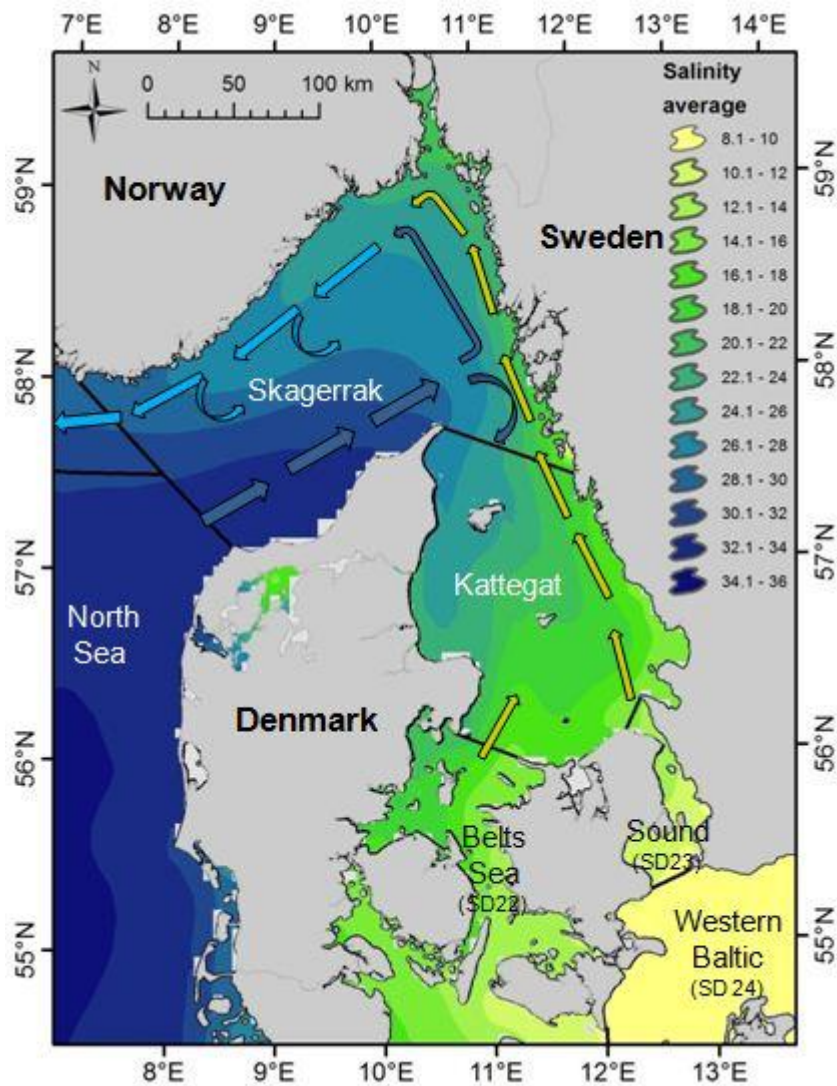 7°E 8°E 9°E 10°E 11°E 12°E 13°E 14°E
N
0 50 100 km
Salinity
average
8.1 - 10
10.1 - 12
12.1 - 14
14.1 - 16
16.1 - 18
18.1 - 20
20.1 - 22
22.1 - 24
24.1 - 26
26.1 - 28
28.1 - 30
30.1 - 32
32.1 - 34
34.1 - 36
59°N
58°N
57°N
56°N
55°N
Norway
Sweden
Skagerrak
Kattegat
North
Sea
Denmark
Belts
Sea
(SD22)
Sound
(SD23)
Western
Baltic
(SD 24)
59°N
58°N
57°N
56°N
55°N
8°E 9°E 10°E 11°E 12°E 13°E